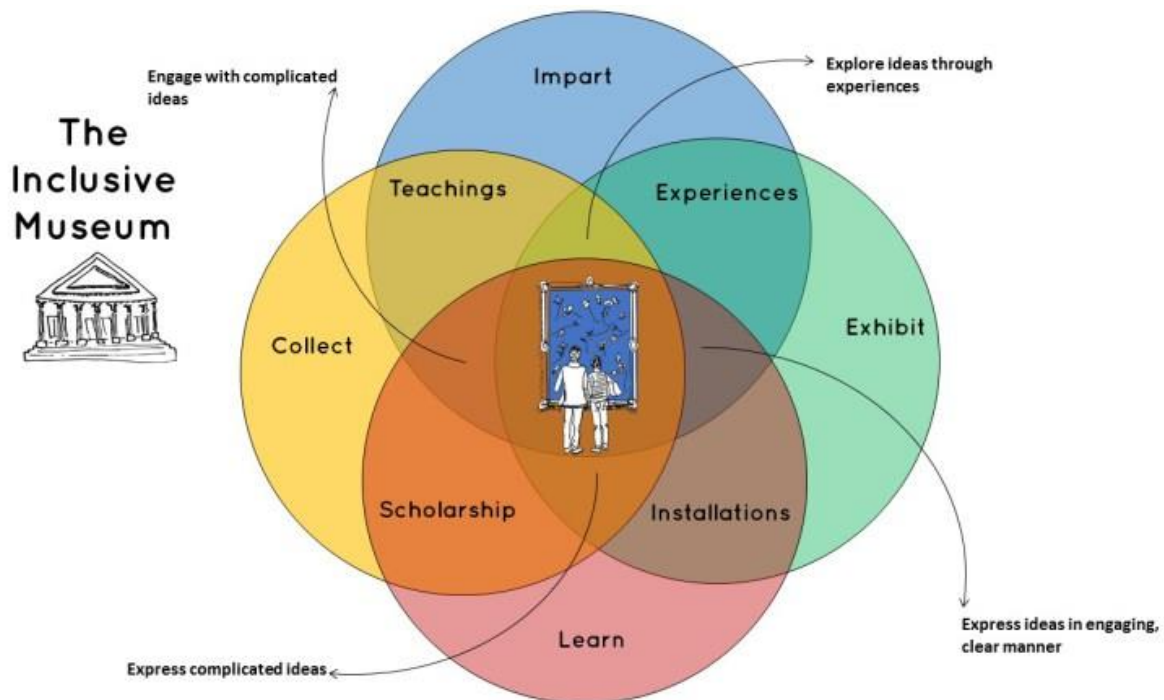 The
Inclusive
Museum
Engage with complicated
ideas
Impart
Explore ideas through
experiences
Teachings
Experiences
Collect
Exhibit
Scholarship
Installations
Learn
Express complicated ideas
Express ideas in engaging,
clear manner